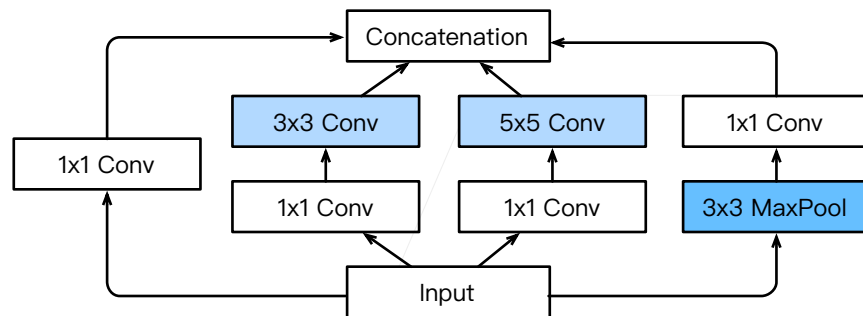 Concatenation
3x3 Conv
5x5 Conv
1x1 Conv
1x1 Conv
1x1 Conv
1x1 Conv
3x3 MaxPool
Input